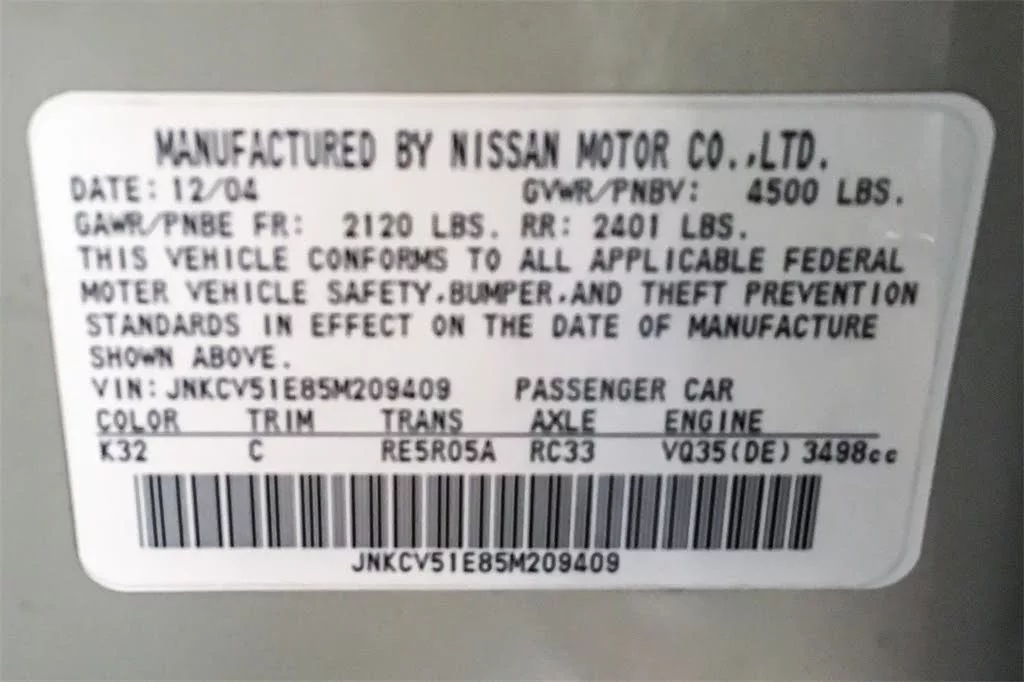 MANUFACTURED BY NISSAN MOTOR CO.,LTD.
DATE: 12/04 GVWR/PNBV: 4500 LBS.
GAWR/PNBE FR: 2120 LBS. RR: 2401 LBS.
THIS VEHICLE CONFORMS TO ALL APPLICABLE FEDERAL
MOTER VEHICLE SAFETY,BUMPER,AND THEFT PREVENTION
STANDARDS IN EFFECT ON THE DATE OF MANUFACTURE
SHOWN ABOVE.
VIN: JNKCV51E85M209409 PASSENGER CAR
COLOR TRIM TRANS AXLE ENGINE
K32 C RE5R05A RC33 VQ35(DE) 3498cc
JNKCV51E85M209409